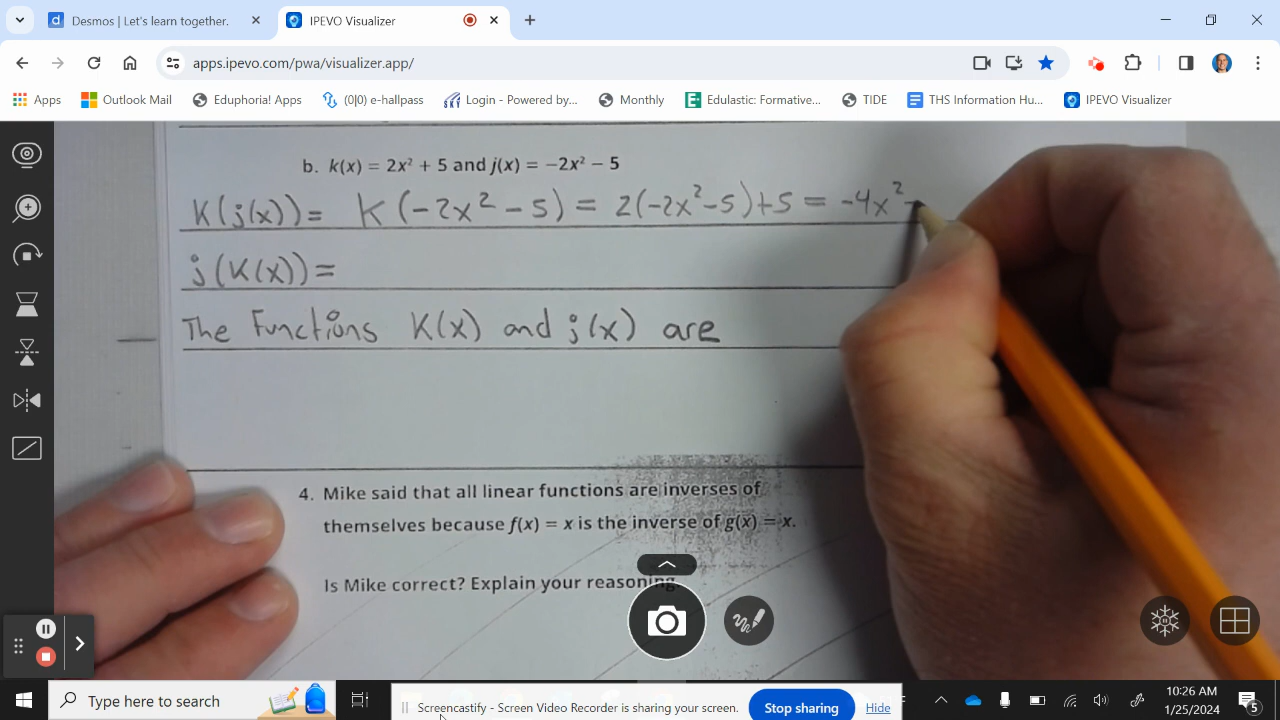 Desmos | Let's learn together.
IPEVO Visualizer
apps.ipevo.com/pwa/visualizer.app/
Apps
Outlook Mail
eduphoria! Apps
(0|0) e-hallpass
Login - Powered by...
Monthly
Edulastic: Formative...
TIDE
THS Information Hu...
IPEVO Visualizer
b. k(x) = 2x² + 5 and j(x) = −2x² − 5
K(j(x)) = K(-2x² - 5) = 2(-2x²-5)+5 = -4x²-
j(K(x)) =
The Functions K(x) and j(x) are
4. Mike said that all linear functions are inverses of
themselves because f(x) = x is the inverse of g(x) = x.
Is Mike correct? Explain your reasoning.
Type here to search
Screencastify - Screen Video Recorder is sharing your screen.
Stop sharing
Hide
10:26 AM
1/25/2024
5